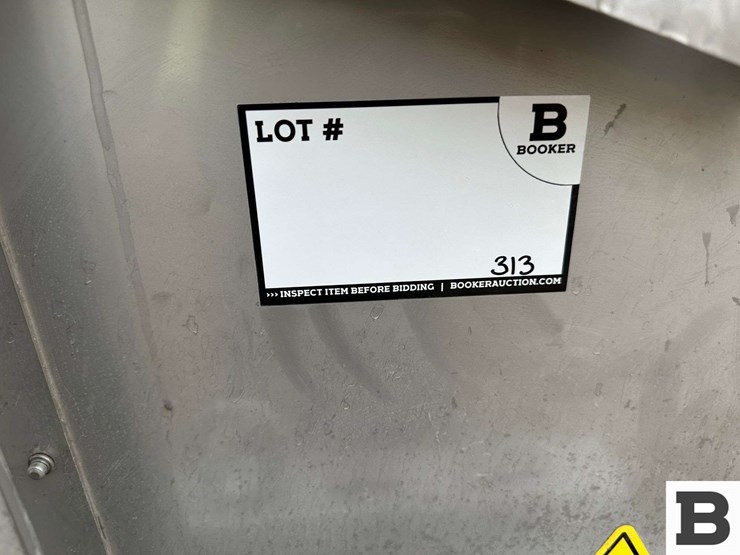 LOT #
B
BOOKER
313
>>> INSPECT ITEM BEFORE BIDDING | BOOKERAUCTION.COM
B